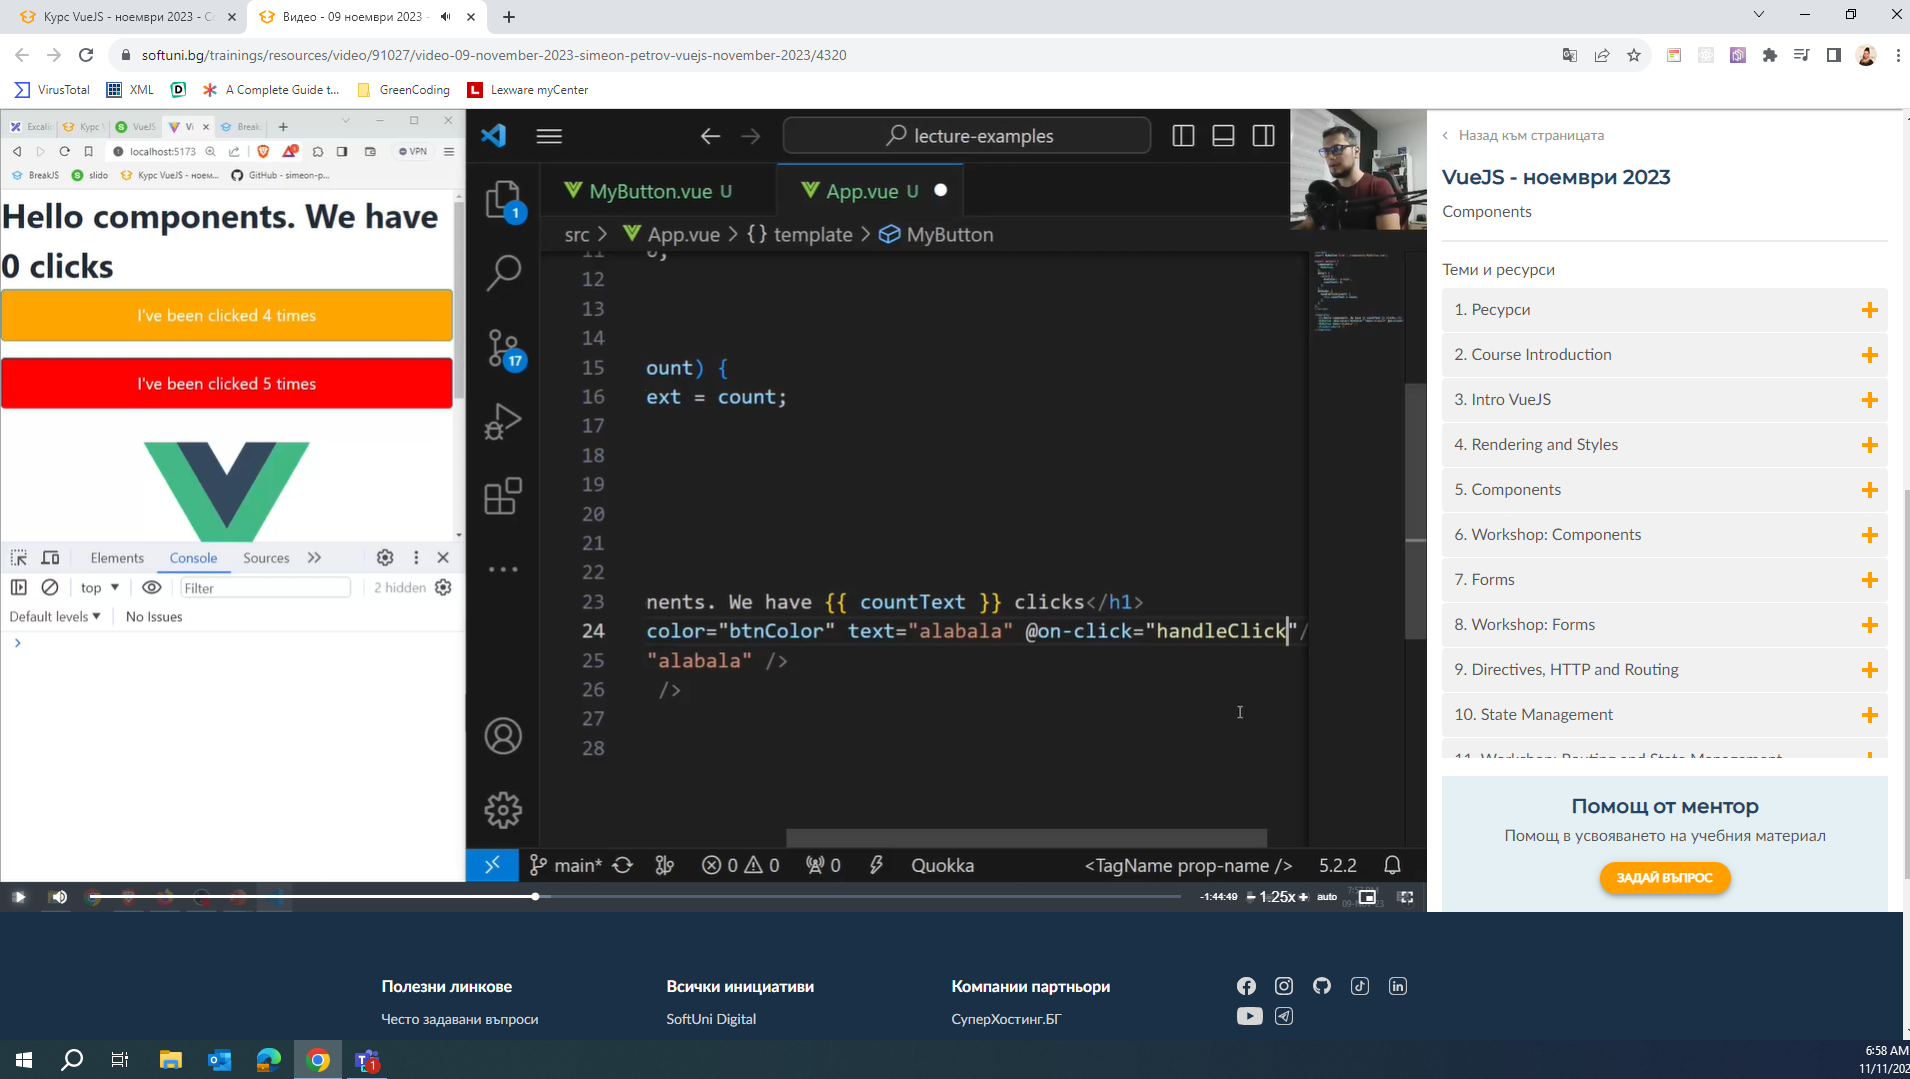 Курс VueJS - ноември 2023 - С
Видео - 09 ноември 2023 -
softuni.bg/trainings/resources/video/91027/video-09-november-2023-simeon-petrov-vuejs-november-2023/4320
VirusTotal
XML
A Complete Guide t...
GreenCoding
Lexware myCenter
Excalic
Курс V
VueJS
Vi
Break
localhost:5173
VPN
BreakJS
slido
Курс VueJS - ноем...
GitHub - simeon-p...
Hello components. We have
0 clicks
I've been clicked 4 times
I've been clicked 5 times
Elements
Console
Sources
top
Filter
2 hidden
Default levels
No Issues
lecture-examples
1
17
MyButton.vue U
App.vue U
src > App.vue > {} template > MyButton
11
12
13
14
15 ount) {
16 ext = count;
17
18
19
20
21
22
23 nents. We have {{ countText }} clicks</h1>
24 color="btnColor" text="alabala" @on-click="handleClick"/
25 "alabala" />
26 />
27
28
main*
0
0
0
Quokka
<TagName prop-name />
5.2.2
-1:44:49
1.25x
auto
Назад към страницата
VueJS - ноември 2023
Components
Теми и ресурси
1. Ресурси
2. Course Introduction
3. Intro VueJS
4. Rendering and Styles
5. Components
6. Workshop: Components
7. Forms
8. Workshop: Forms
9. Directives, HTTP and Routing
10. State Management
11. Workshop: Routing and State Management
Помощ от ментор
Помощ в усвояването на учебния материал
ЗАДАЙ ВЪПРОС
Полезни линкове
Често задавани въпроси
Всички инициативи
SoftUni Digital
Компании партньори
СуперХостинг.БГ
1
6:58 AM
11/11/202